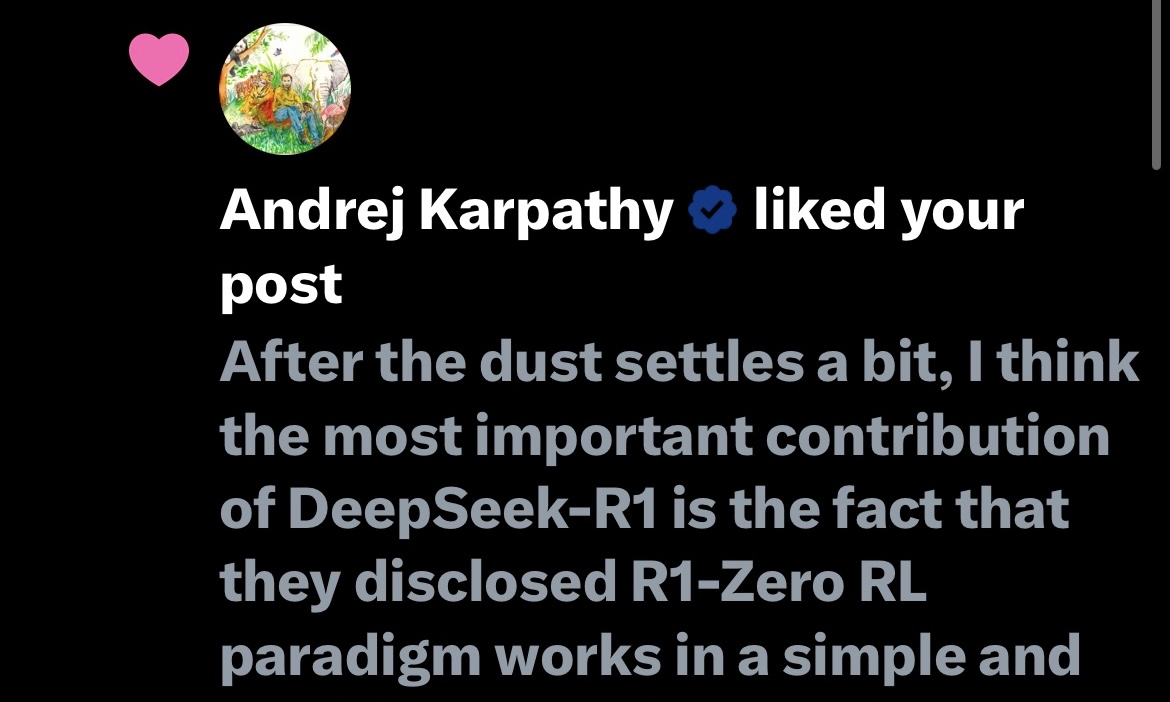 Andrej Karpathy liked your
post
After the dust settles a bit, I think
the most important contribution
of DeepSeek-R1 is the fact that
they disclosed R1-Zero RL
paradigm works in a simple and